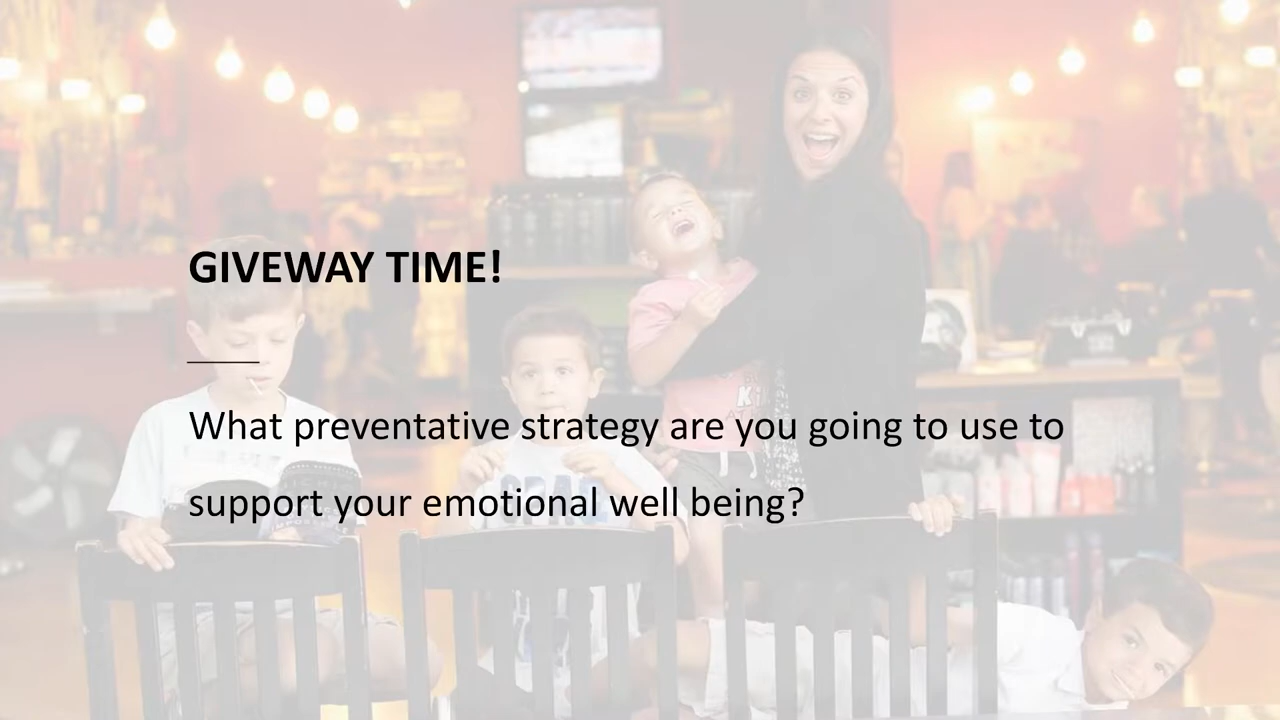 GIVEWAY TIME!
What preventative strategy are you going to use to
support your emotional well being?